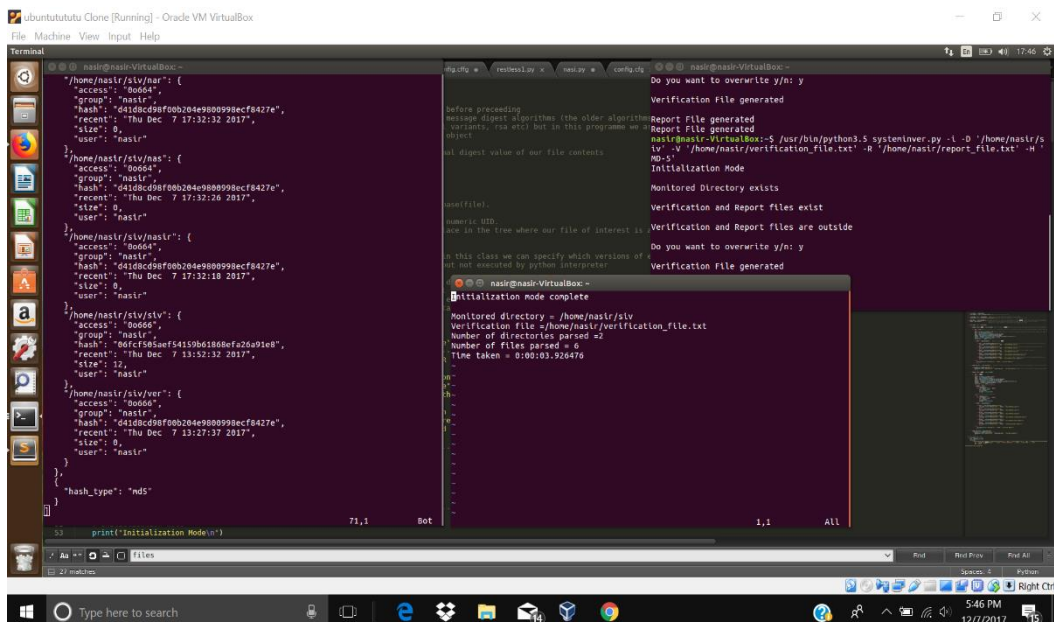 ubuntutututu Clone [Running] - Oracle VM VirtualBox
File Machine View Input Help
Terminal
En
17:46
nasir@nasir-VirtualBox: ~
"/home/nasir/siv/nar": {
"access": "0o664",
"group": "nasir",
"hash": "d41d8cd98f00b204e9800998ecf8427e",
"recent": "Thu Dec 7 17:32:32 2017",
"size": 0,
"user": "nasir"
},
"/home/nasir/siv/nas": {
"access": "0o664",
"group": "nasir",
"hash": "d41d8cd98f00b204e9800998ecf8427e",
"recent": "Thu Dec 7 17:32:26 2017",
"size": 0,
"user": "nasir"
},
"/home/nasir/siv/nasir": {
"access": "0o664",
"group": "nasir",
"hash": "d41d8cd98f00b204e9800998ecf8427e",
"recent": "Thu Dec 7 17:32:18 2017",
"size": 0,
"user": "nasir"
},
"/home/nasir/siv/siv": {
"access": "0o666",
"group": "nasir",
"hash": "06fcf505aef54159b61868efa26a91e8",
"recent": "Thu Dec 7 13:52:32 2017",
"size": 12,
"user": "nasir"
},
"/home/nasir/siv/ver": {
"access": "0o666",
"group": "nasir",
"hash": "d41d8cd98f00b204e9800998ecf8427e",
"recent": "Thu Dec 7 13:27:37 2017",
"size": 0,
"user": "nasir"
}
},
{
"hash_type": "md5"
}
]
71,1 Bot
restless1.py × nasi.py config.cfg
before preceeding
message digest algorithms (the older algorithm
variants, rsa etc) but in this programme we a
object
al digest value of our file contents
ase(file).
numeric UID.
ace in the tree where our file of interest is
n this class we can specify which versions of
ut not executed by python interpreter
nasir@nasir-VirtualBox: ~
Do you want to overwrite y/n: y
Verification File generated
Report File generated
Report File generated
nasir@nasir-VirtualBox:~$ /usr/bin/python3.5 systeminver.py -i -D '/home/nasir/s
iv' -V '/home/nasir/verification_file.txt' -R '/home/nasir/report_file.txt' -H '
MD-5'
Initialization Mode
Monitored Directory exists
Verification and Report files exist
Verification and Report files are outside
Do you want to overwrite y/n: y
Verification File generated
nasir@nasir-VirtualBox: ~
Initialization mode complete
Monitored directory = /home/nasir/siv
Verification file =/home/nasir/verification_file.txt
Number of directories parsed =2
Number of files parsed = 6
Time taken = 0:00:03.926476
~
~
~
~
~
~
~
~
~
~
~
~
1,1 All
53 print("Initialization Mode\n")
Aa
files
Find Find Prev Find All
27 matches
Spaces: 4 Python
Right Ctrl
Type here to search
14
5:46 PM
12/7/2017
15